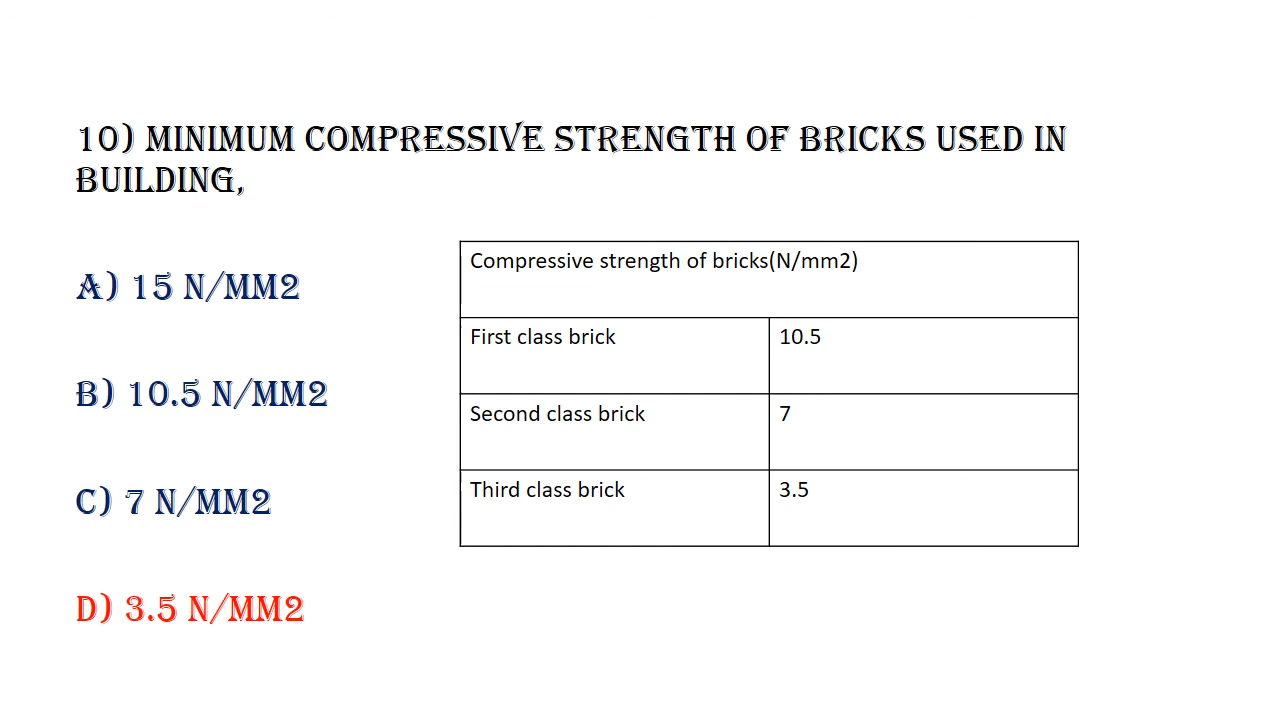 10) MINIMUM COMPRESSIVE STRENGTH OF BRICKS USED IN
BUILDING,
A) 15 N/MM2
B) 10.5 N/MM2
C) 7 N/MM2
D) 3.5 N/MM2
Compressive strength of bricks(N/mm2)
First class brick 10.5
Second class brick 7
Third class brick 3.5